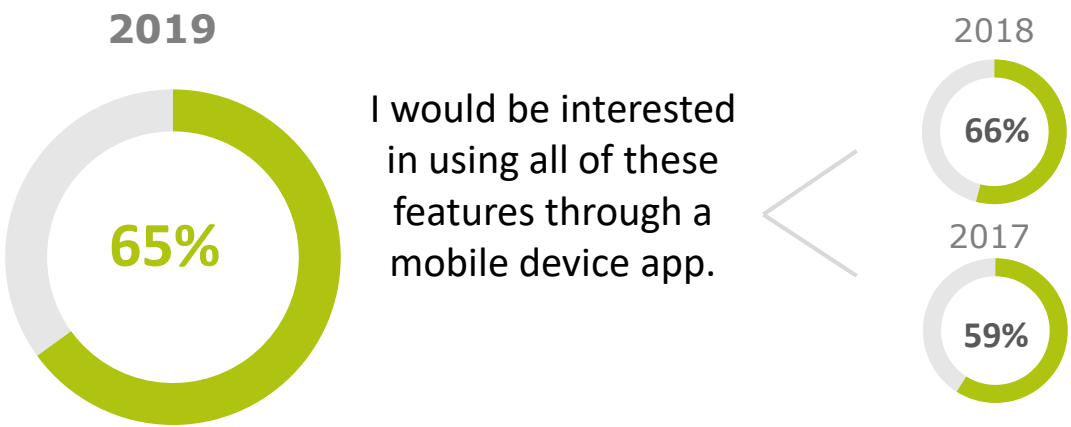 2019
65%
I would be interested
in using all of these
features through a
mobile device app.
2018
66%
2017
59%